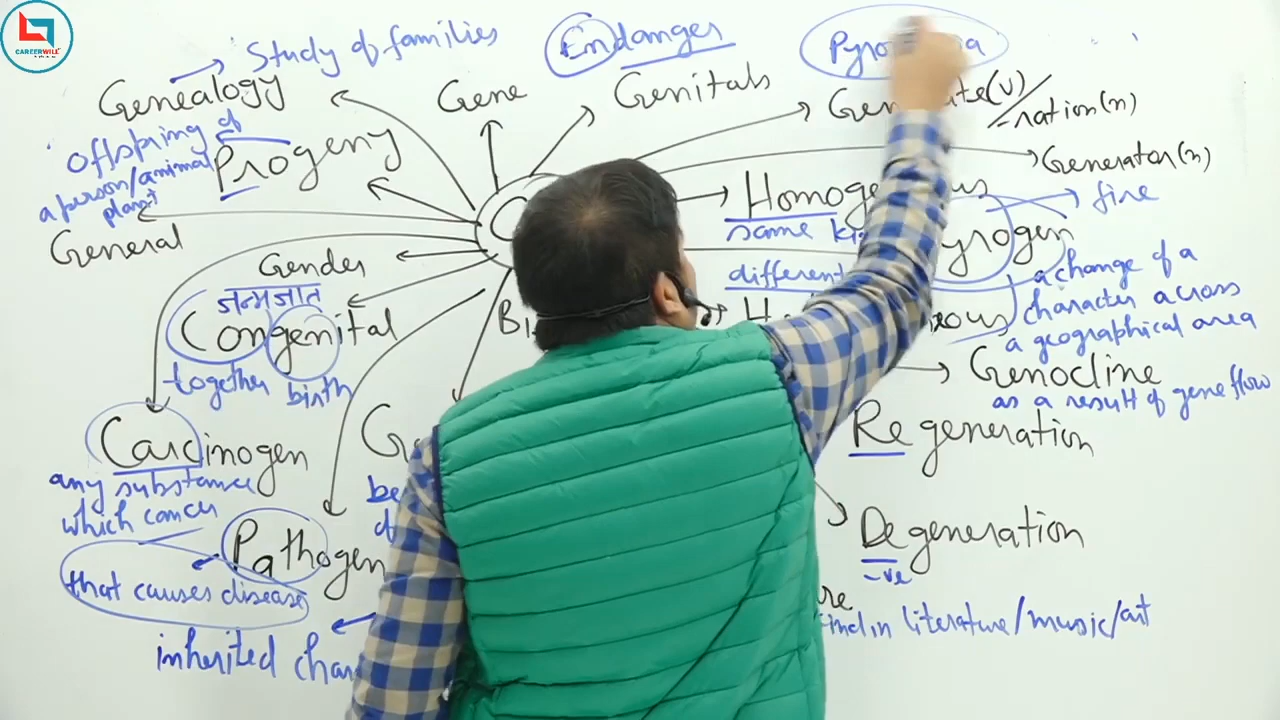 CAREERWILL
Study of families
Endanger
Genealogy
Gene
Genitals
(v)/
-ration(n)
offspring of
a person/animal
plant
Progeny
Generator(n)
General
Gender
same
fire
Pyrogen
different
a change of a
character across
a geographical area
as a result of gene flow
जन्मजात
Congenital
together birth
Genocline
Carcinogen
any substance
which cancer
Regeneration
Pathogen
that causes disease
Degeneration
-ve
inherited
in literature/music/art